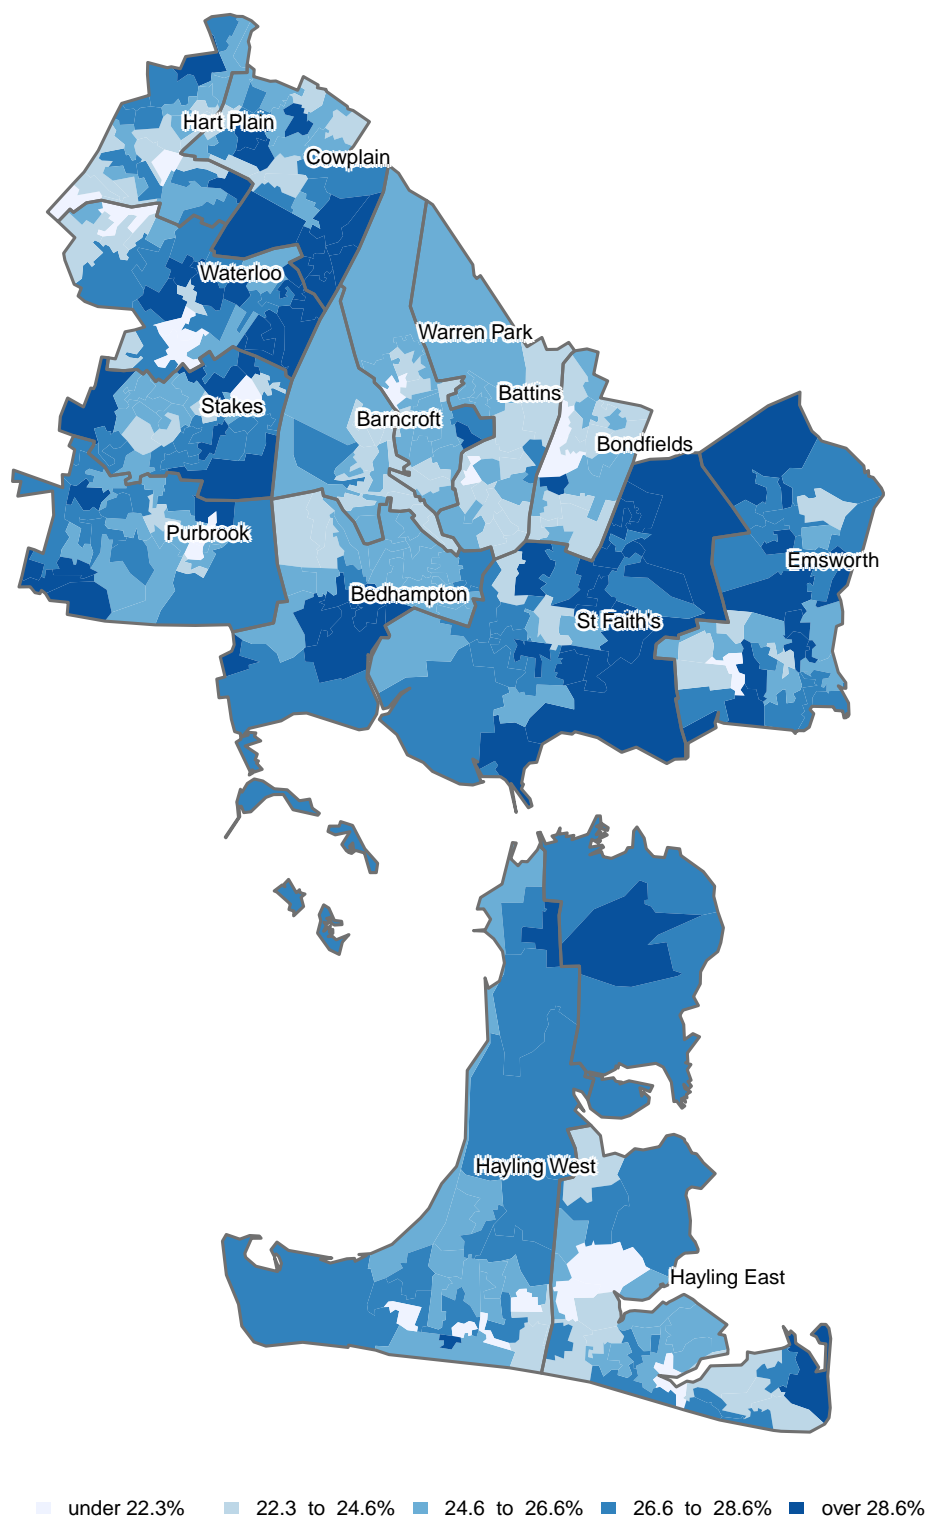 Hart Plain
Cowplain
Waterloo
Warren Park
Battins
Stakes
Barncroft
Bondfields
Purbrook
Emsworth
Bedhampton
St Faith's
Hayling West
Hayling East
under 22.3% 22.3 to 24.6% 24.6 to 26.6% 26.6 to 28.6% over 28.6%